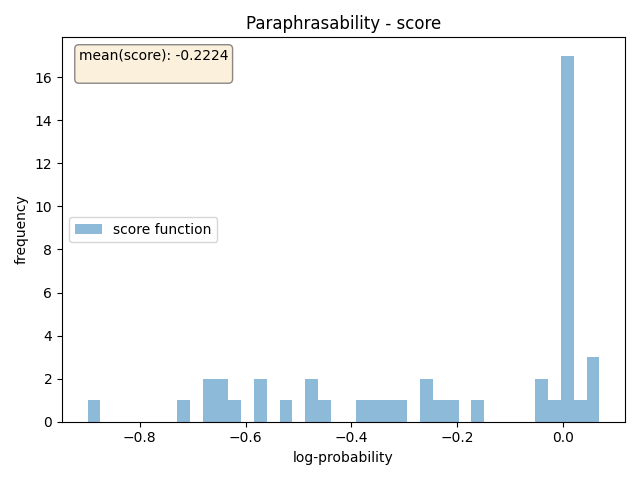 Paraphrasability - score
mean(score): -0.2224
score function
frequency
16
14
12
10
8
6
4
2
0
−0.8
−0.6
−0.4
−0.2
0.0
log-probability